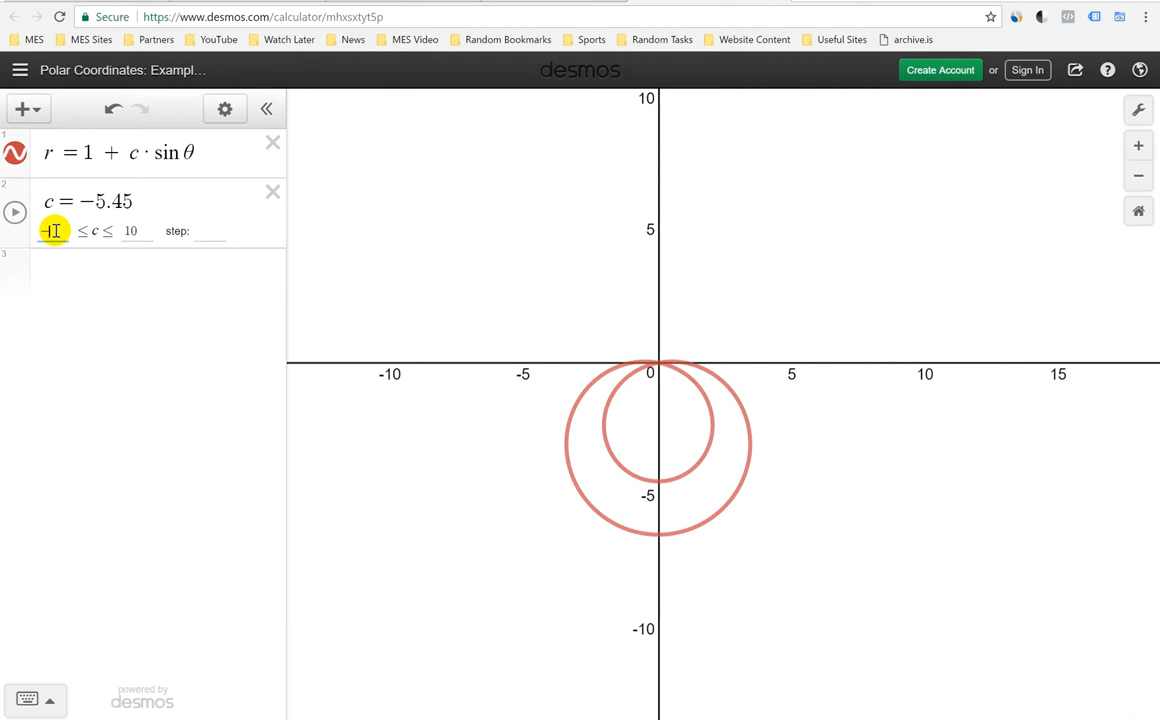 Secure https://www.desmos.com/calculator/mhxsxtyt5p
MES MES Sites Partners YouTube Watch Later News MES Video Random Bookmarks Sports Random Tasks Website Content Useful Sites archive.is
Polar Coordinates: Exampl... desmos Create Account or Sign In
1
r = 1 + c · sin θ
2
c = −5.45
≤ c ≤ 10 step:
3
10
5
-10 -5 0 5 10 15
-5
-10
powered by
desmos